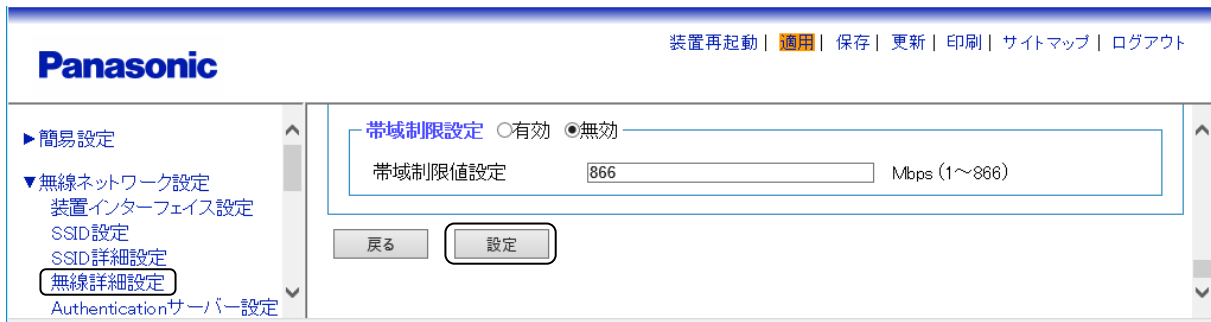 Panasonic
装置再起動| 適用| 保存| 更新| 印刷| サイトマップ| ログアウト
►簡易設定
▼無線ネットワーク設定
装置インターフェイス設定
SSID設定
SSID詳細設定
無線詳細設定
Authenticationサーバー設定
帯域制限設定 ○有効 ◉無効
帯域制限値設定 866 Mbps (1～866)
戻る 設定